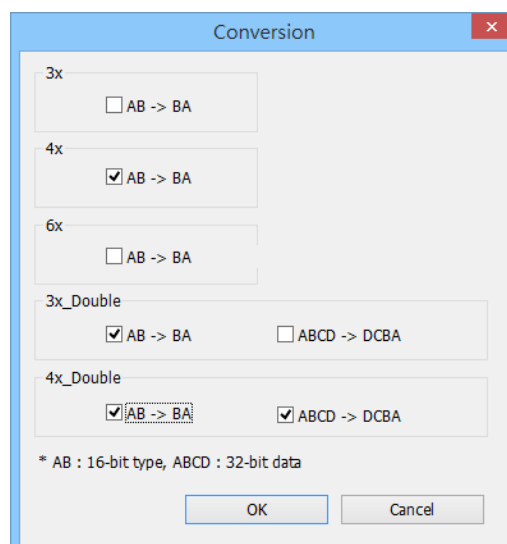 Conversion
3x
AB -> BA
4x
AB -> BA
6x
AB -> BA
3x_Double
AB -> BA ABCD -> DCBA
4x_Double
AB -> BA ABCD -> DCBA
* AB : 16-bit type, ABCD : 32-bit data
OK Cancel